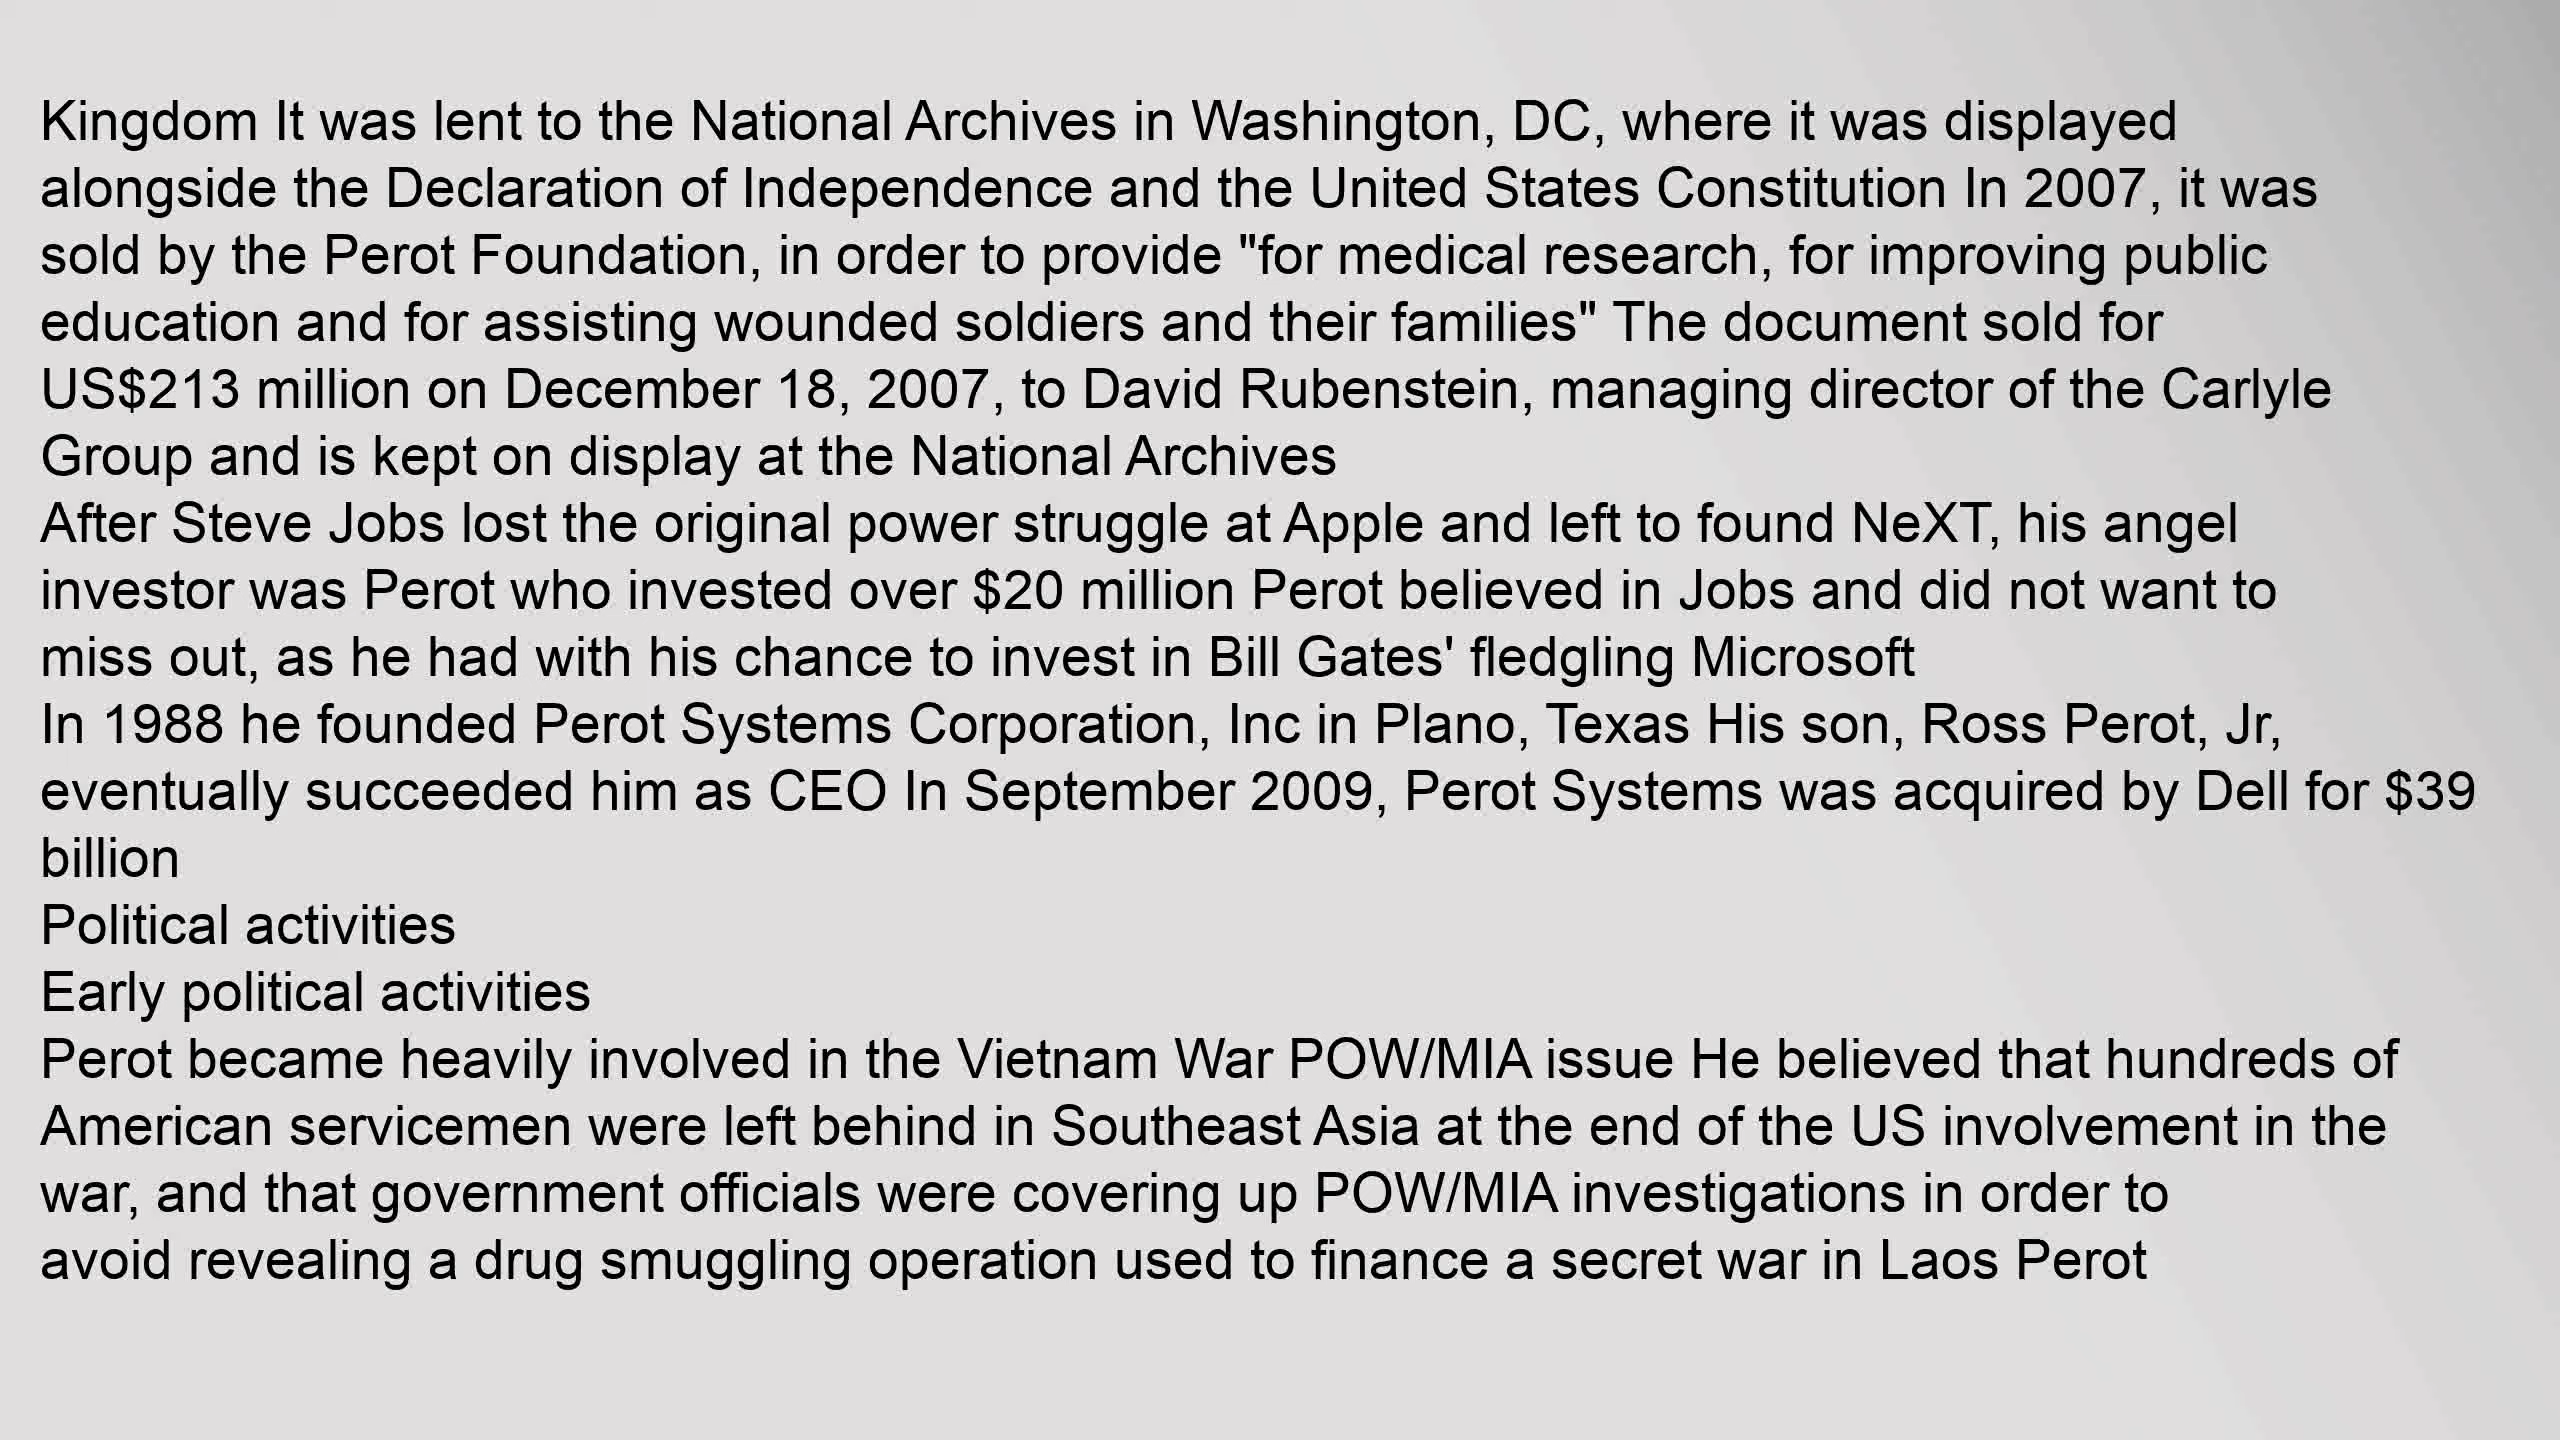 Kingdom It was lent to the National Archives in Washington, DC, where it was displayed
alongside the Declaration of Independence and the United States Constitution In 2007, it was
sold by the Perot Foundation, in order to provide "for medical research, for improving public
education and for assisting wounded soldiers and their families" The document sold for
US$213 million on December 18, 2007, to David Rubenstein, managing director of the Carlyle
Group and is kept on display at the National Archives
After Steve Jobs lost the original power struggle at Apple and left to found NeXT, his angel
investor was Perot who invested over $20 million Perot believed in Jobs and did not want to
miss out, as he had with his chance to invest in Bill Gates' fledgling Microsoft
In 1988 he founded Perot Systems Corporation, Inc in Plano, Texas His son, Ross Perot, Jr,
eventually succeeded him as CEO In September 2009, Perot Systems was acquired by Dell for $39
billion
Political activities
Early political activities
Perot became heavily involved in the Vietnam War POW/MIA issue He believed that hundreds of
American servicemen were left behind in Southeast Asia at the end of the US involvement in the
war, and that government officials were covering up POW/MIA investigations in order to
avoid revealing a drug smuggling operation used to finance a secret war in Laos Perot